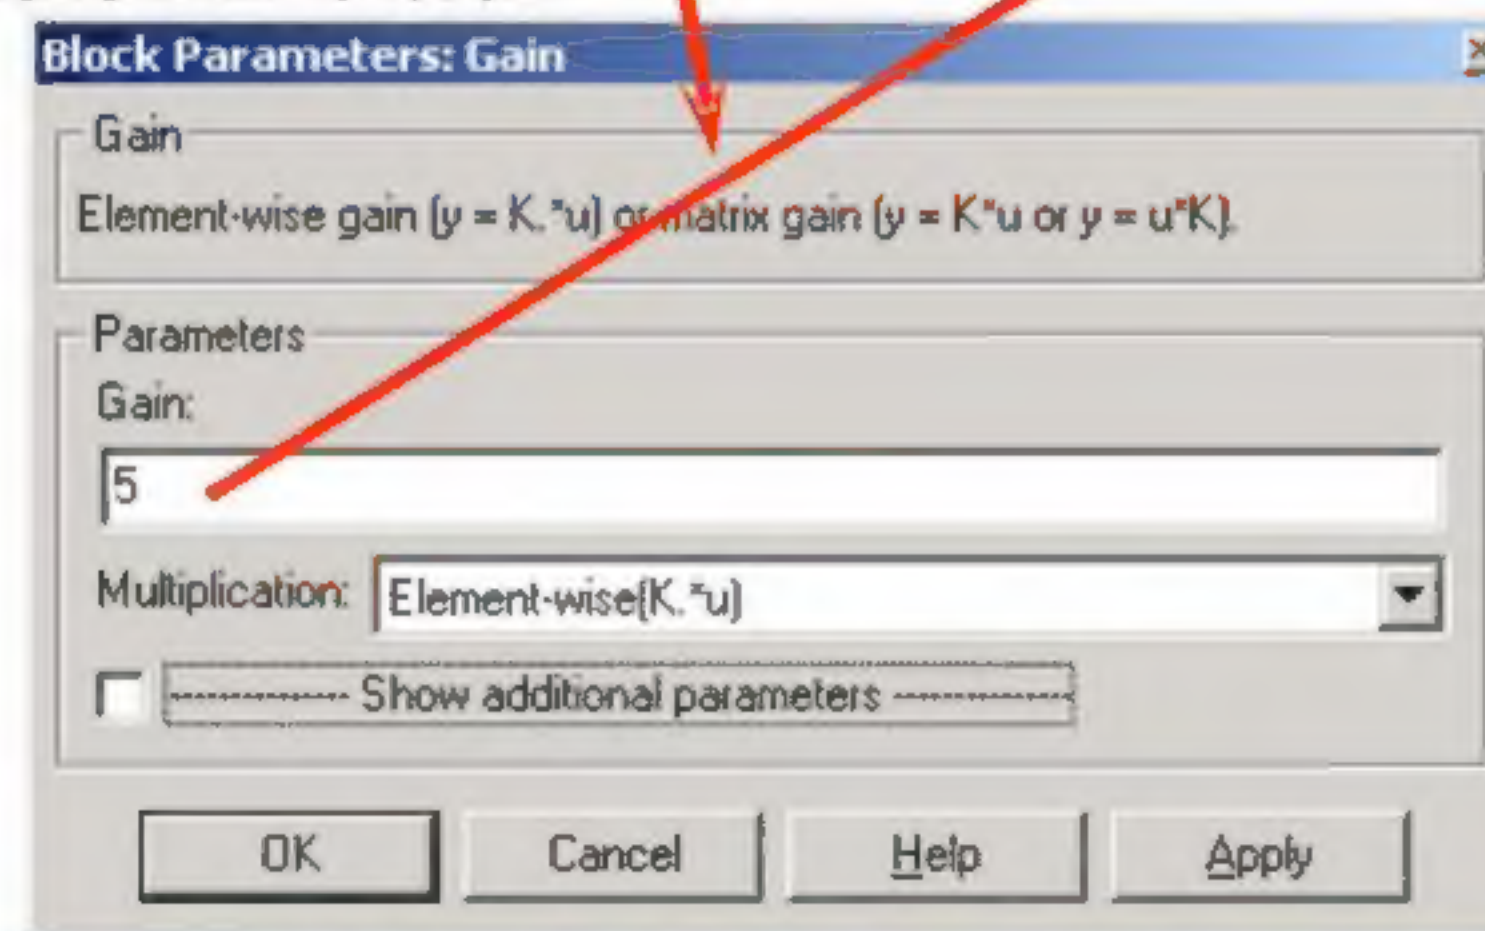 Block Parameters: Gain
Gain
Element-wise gain (y = K.*u) or matrix gain (y = K*u or y = u*K).
Parameters
Gain:
5
Multiplication: Element-wise(K.*u)
Show additional parameters
OK Cancel Help Apply